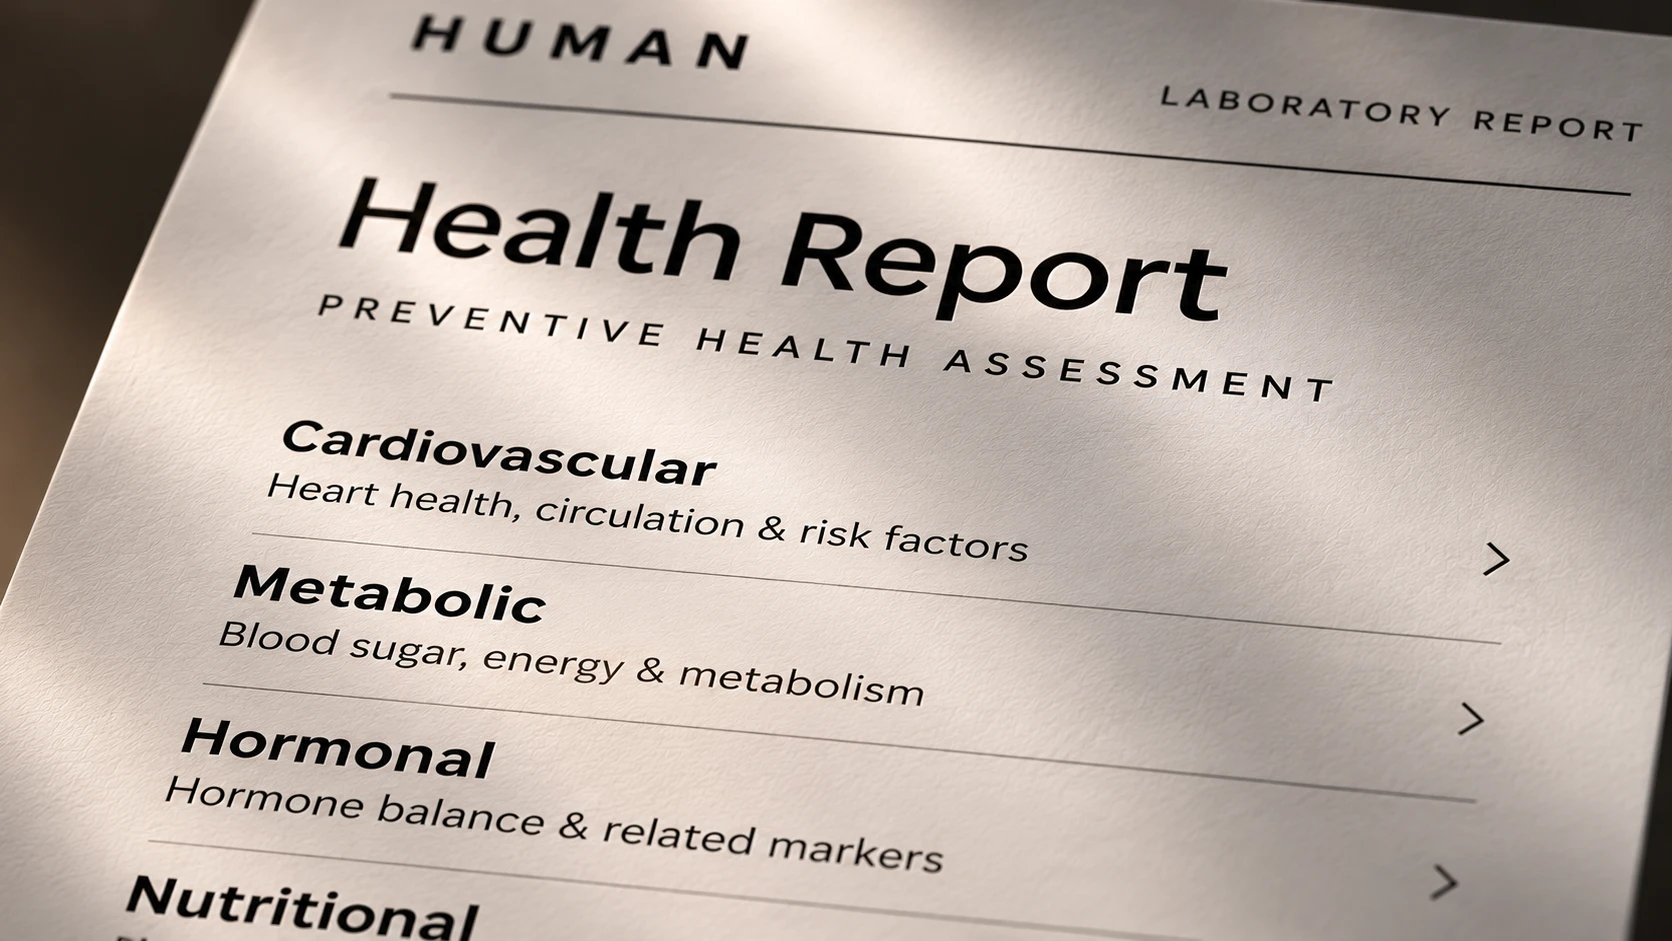 HUMAN
LABORATORY REPORT
Health Report
PREVENTIVE HEALTH ASSESSMENT
Cardiovascular
Heart health, circulation & risk factors
Metabolic
Blood sugar, energy & metabolism
Hormonal
Hormone balance & related markers
Nutritional